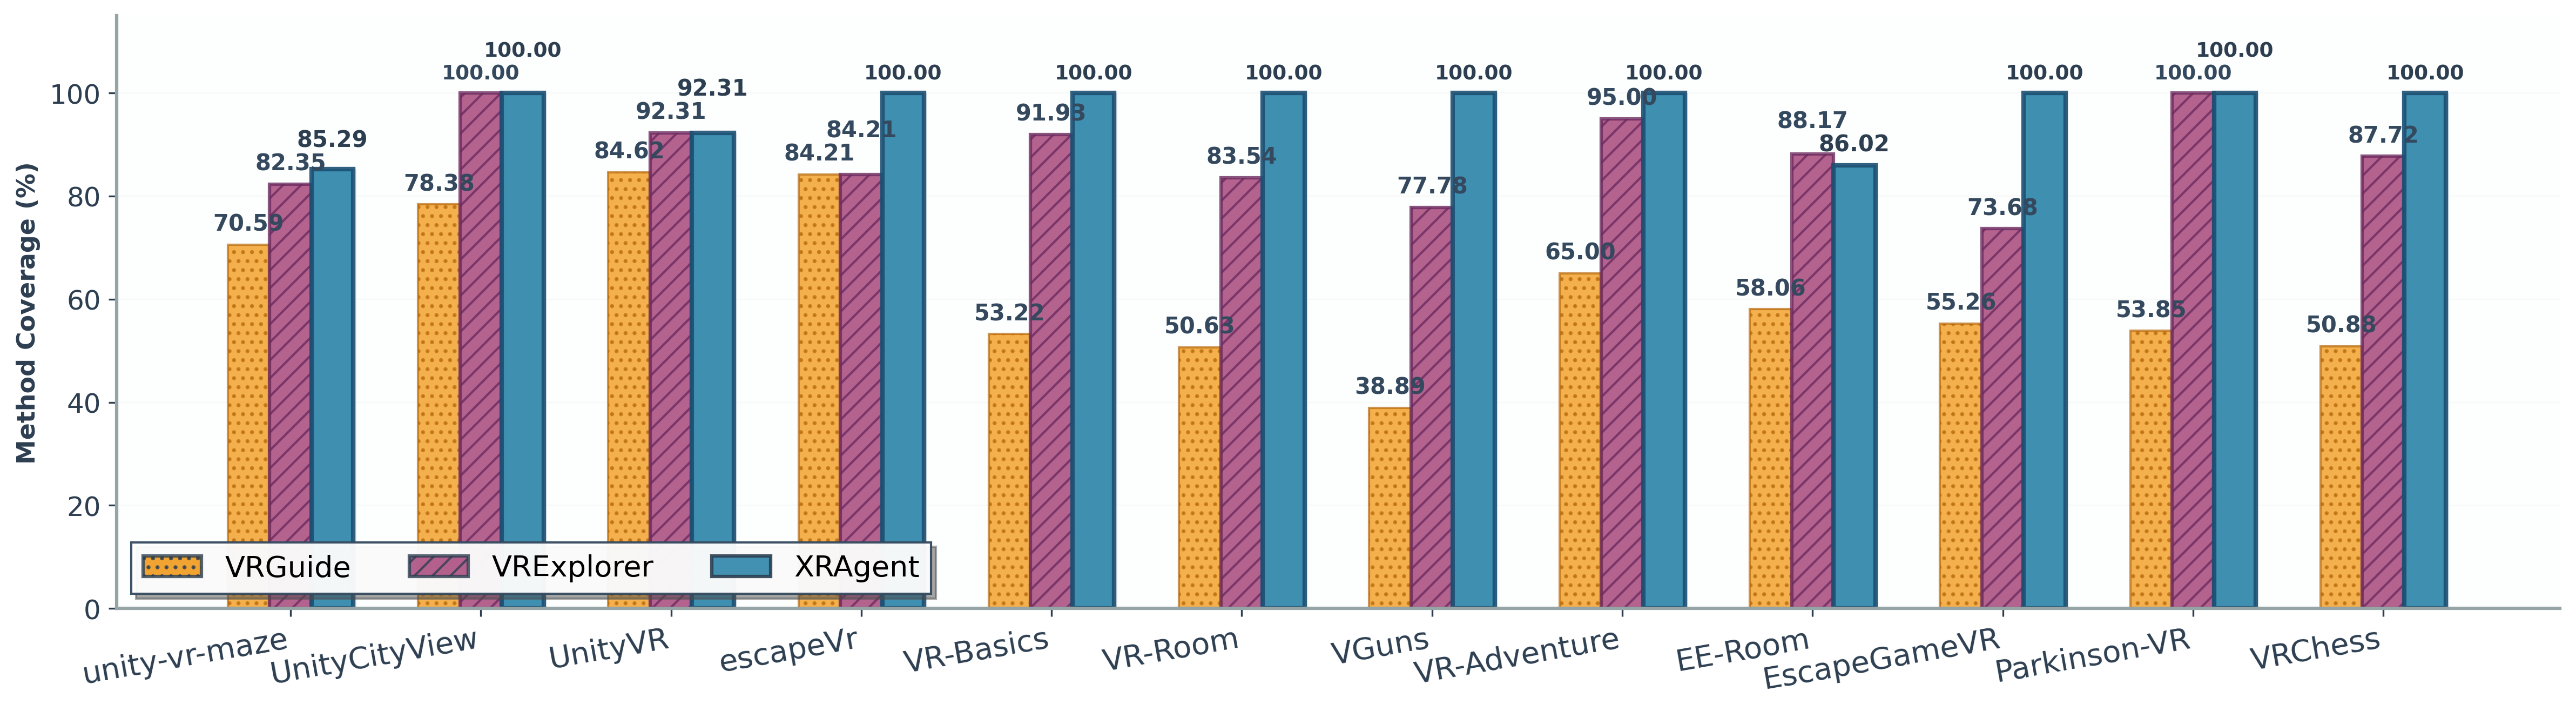 Method Coverage (%)
100
80
60
40
20
0
70.59
82.35
85.29
78.38
100.00
100.00
84.62
92.31
92.31
84.21
84.21
100.00
53.22
91.93
100.00
50.63
83.54
100.00
38.89
77.78
100.00
65.00
95.00
100.00
58.06
88.17
86.02
55.26
73.68
100.00
53.85
100.00
100.00
50.88
87.72
100.00
VRGuide
VRExplorer
XRAgent
unity-vr-maze
UnityCityView
UnityVR
escapeVr
VR-Basics
VR-Room
VGuns
VR-Adventure
EE-Room
EscapeGameVR
Parkinson-VR
VRChess